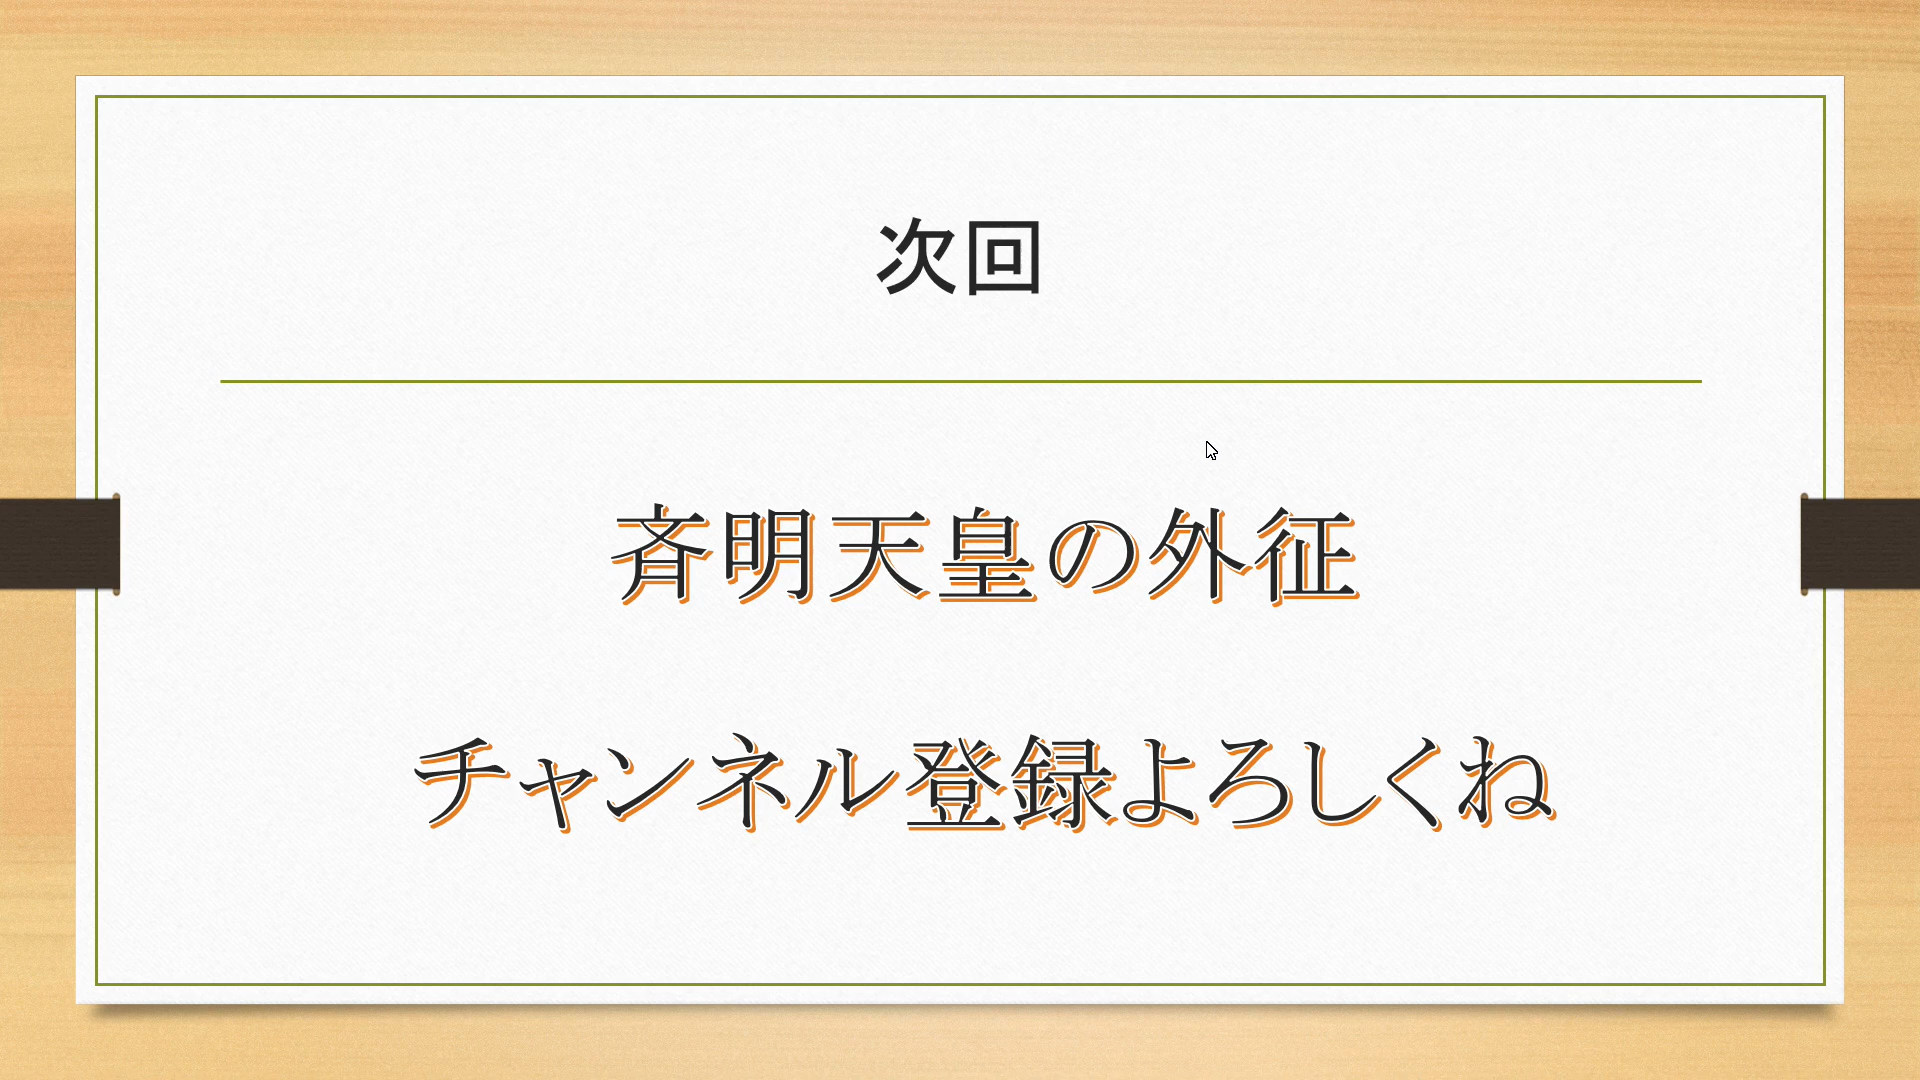 次回
斉明天皇の外征
チャンネル登録よろしくね